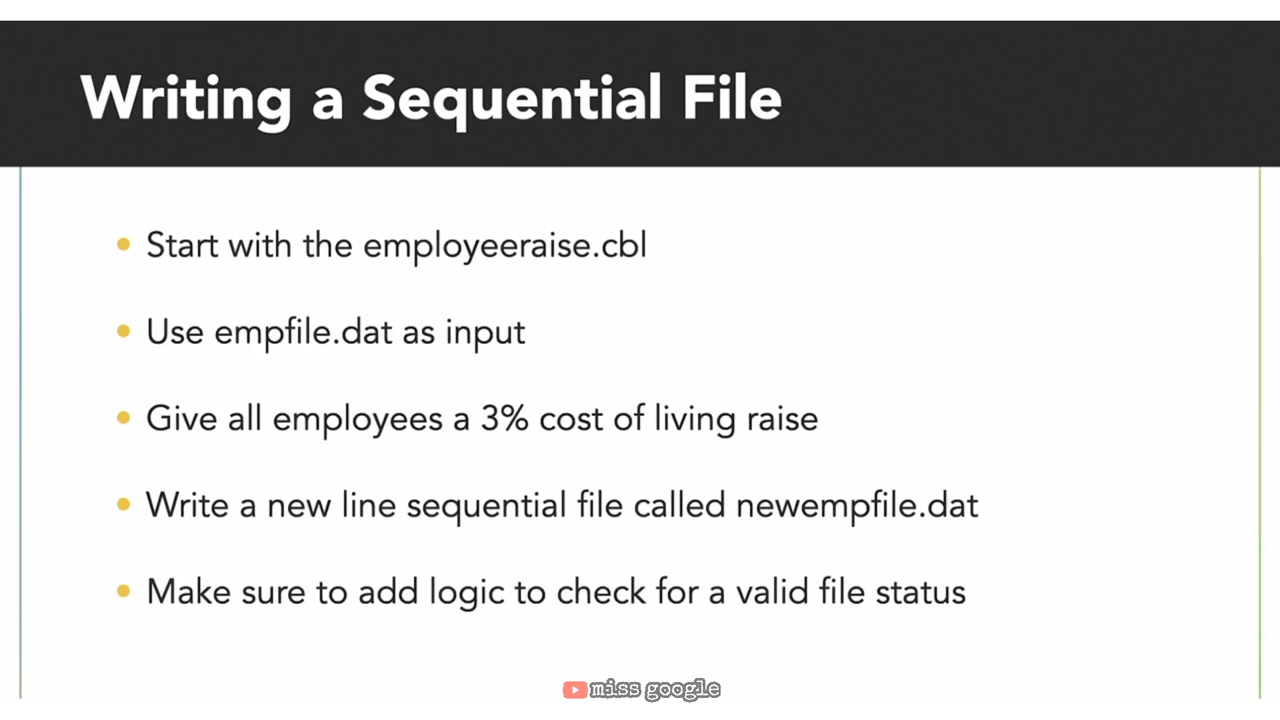 Writing a Sequential File
• Start with the employeeraise.cbl
• Use empfile.dat as input
• Give all employees a 3% cost of living raise
• Write a new line sequential file called newempfile.dat
• Make sure to add logic to check for a valid file status
miss google